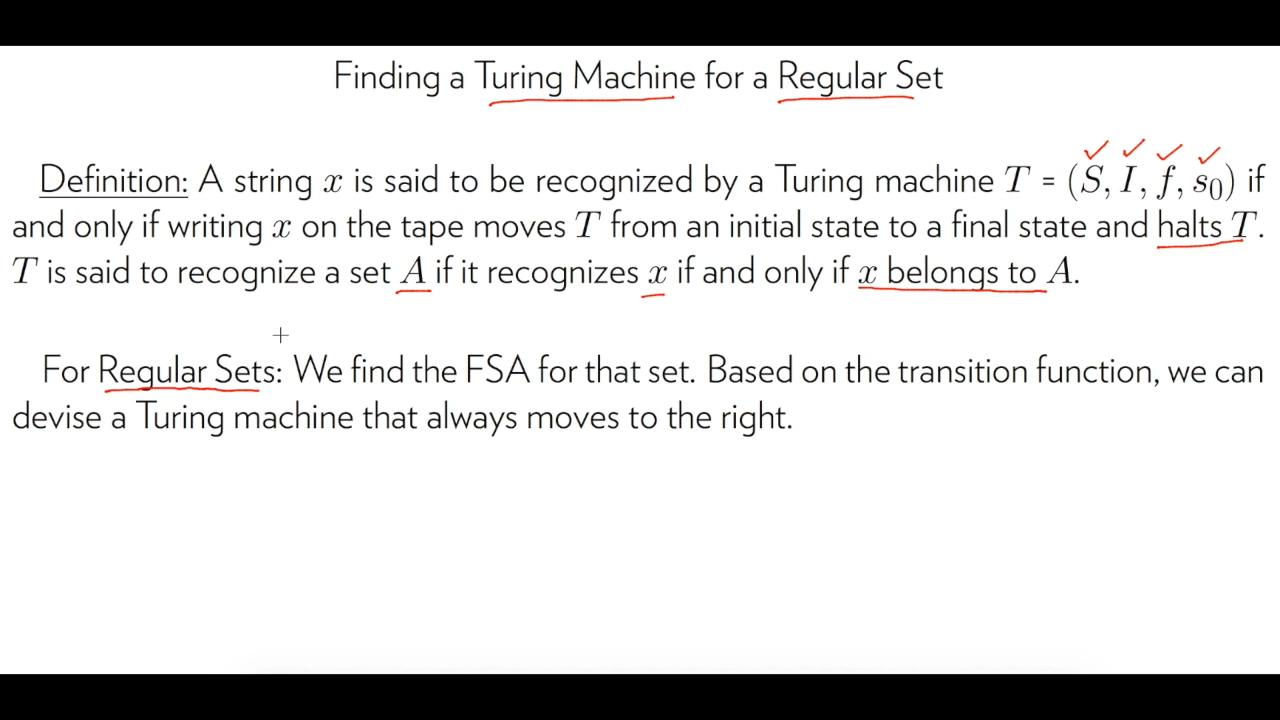 Finding a Turing Machine for a Regular Set
Definition: A string x is said to be recognized by a Turing machine T = (S, I, f, s₀) if
and only if writing x on the tape moves T from an initial state to a final state and halts T.
T is said to recognize a set A if it recognizes x if and only if x belongs to A.
For Regular Sets: We find the FSA for that set. Based on the transition function, we can
devise a Turing machine that always moves to the right.